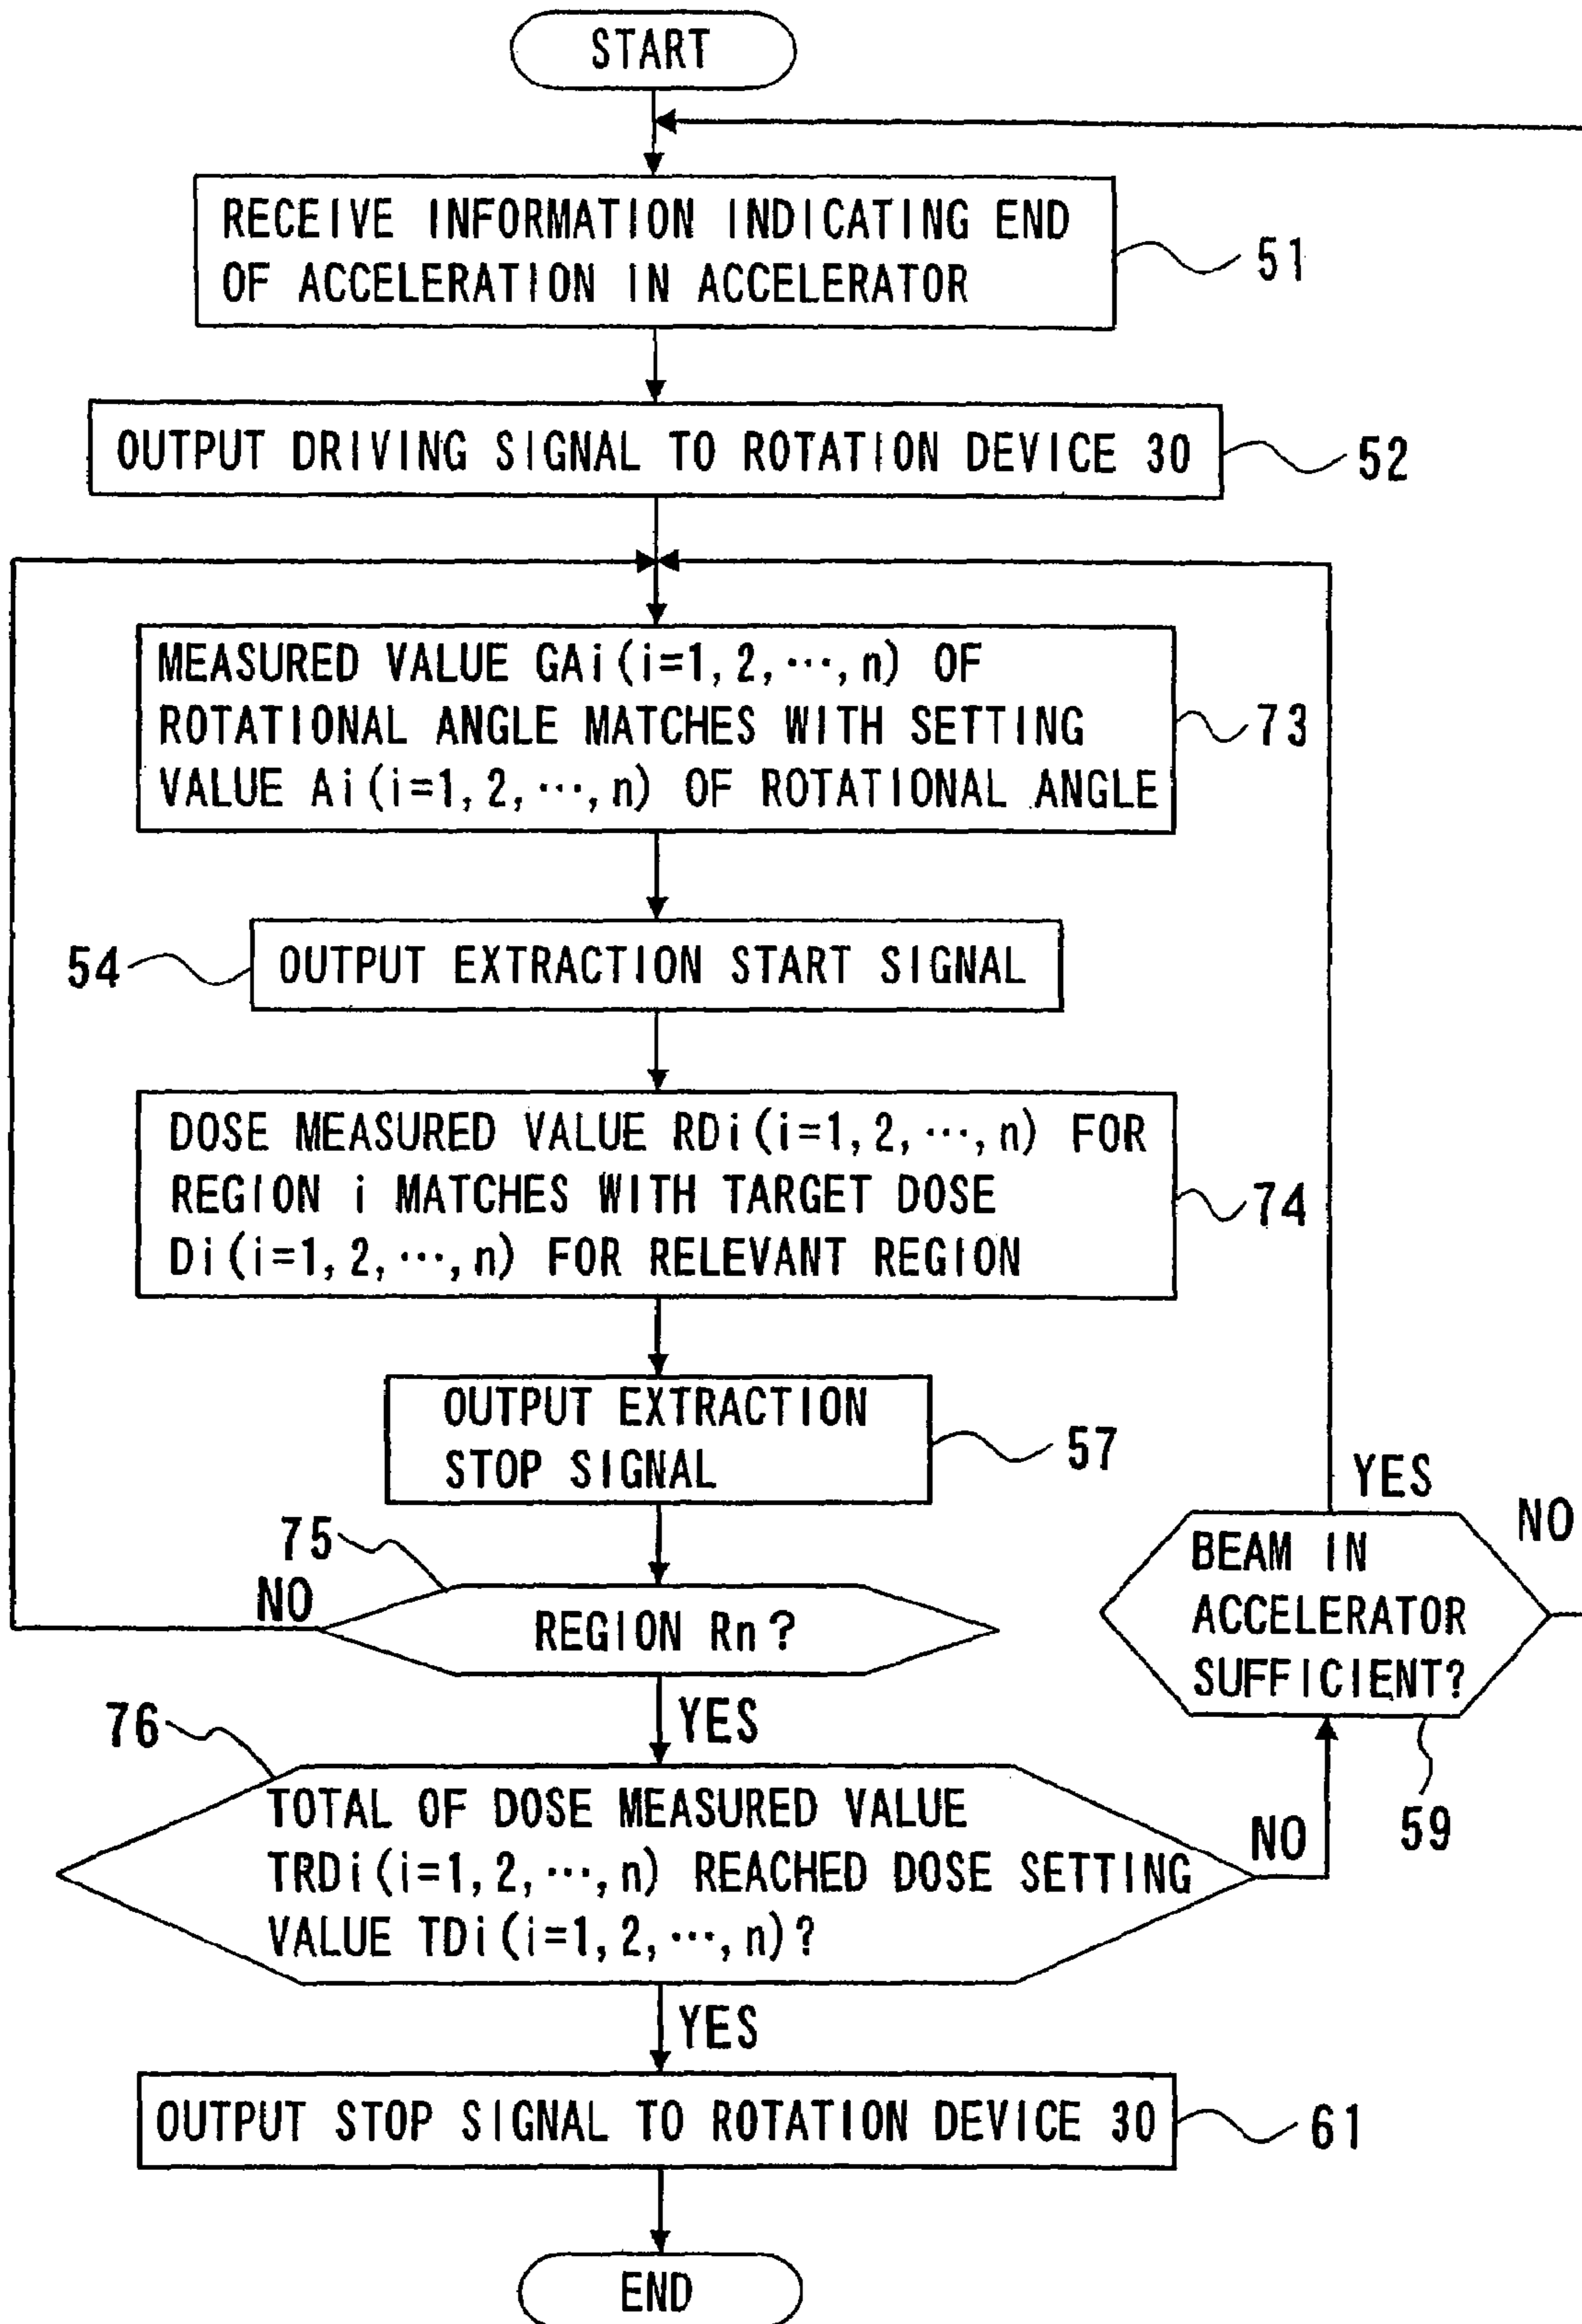 START
RECEIVE INFORMATION INDICATING END
OF ACCELERATION IN ACCELERATOR
51
OUTPUT DRIVING SIGNAL TO ROTATION DEVICE 30
52
MEASURED VALUE GAi(i=1, 2, ···, n) OF
ROTATIONAL ANGLE MATCHES WITH SETTING
VALUE Ai(i=1, 2, ···, n) OF ROTATIONAL ANGLE
73
54
OUTPUT EXTRACTION START SIGNAL
DOSE MEASURED VALUE RDi(i=1, 2, ···, n) FOR
REGION i MATCHES WITH TARGET DOSE
Di(i=1, 2, ···, n) FOR RELEVANT REGION
74
OUTPUT EXTRACTION
STOP SIGNAL
57
75
NO
REGION Rn?
YES
YES
NO
BEAM IN
ACCELERATOR
SUFFICIENT?
59
76
TOTAL OF DOSE MEASURED VALUE
TRDi(i=1, 2, ···, n) REACHED DOSE SETTING
VALUE TDi(i=1, 2, ···, n)?
NO
YES
OUTPUT STOP SIGNAL TO ROTATION DEVICE 30
61
END